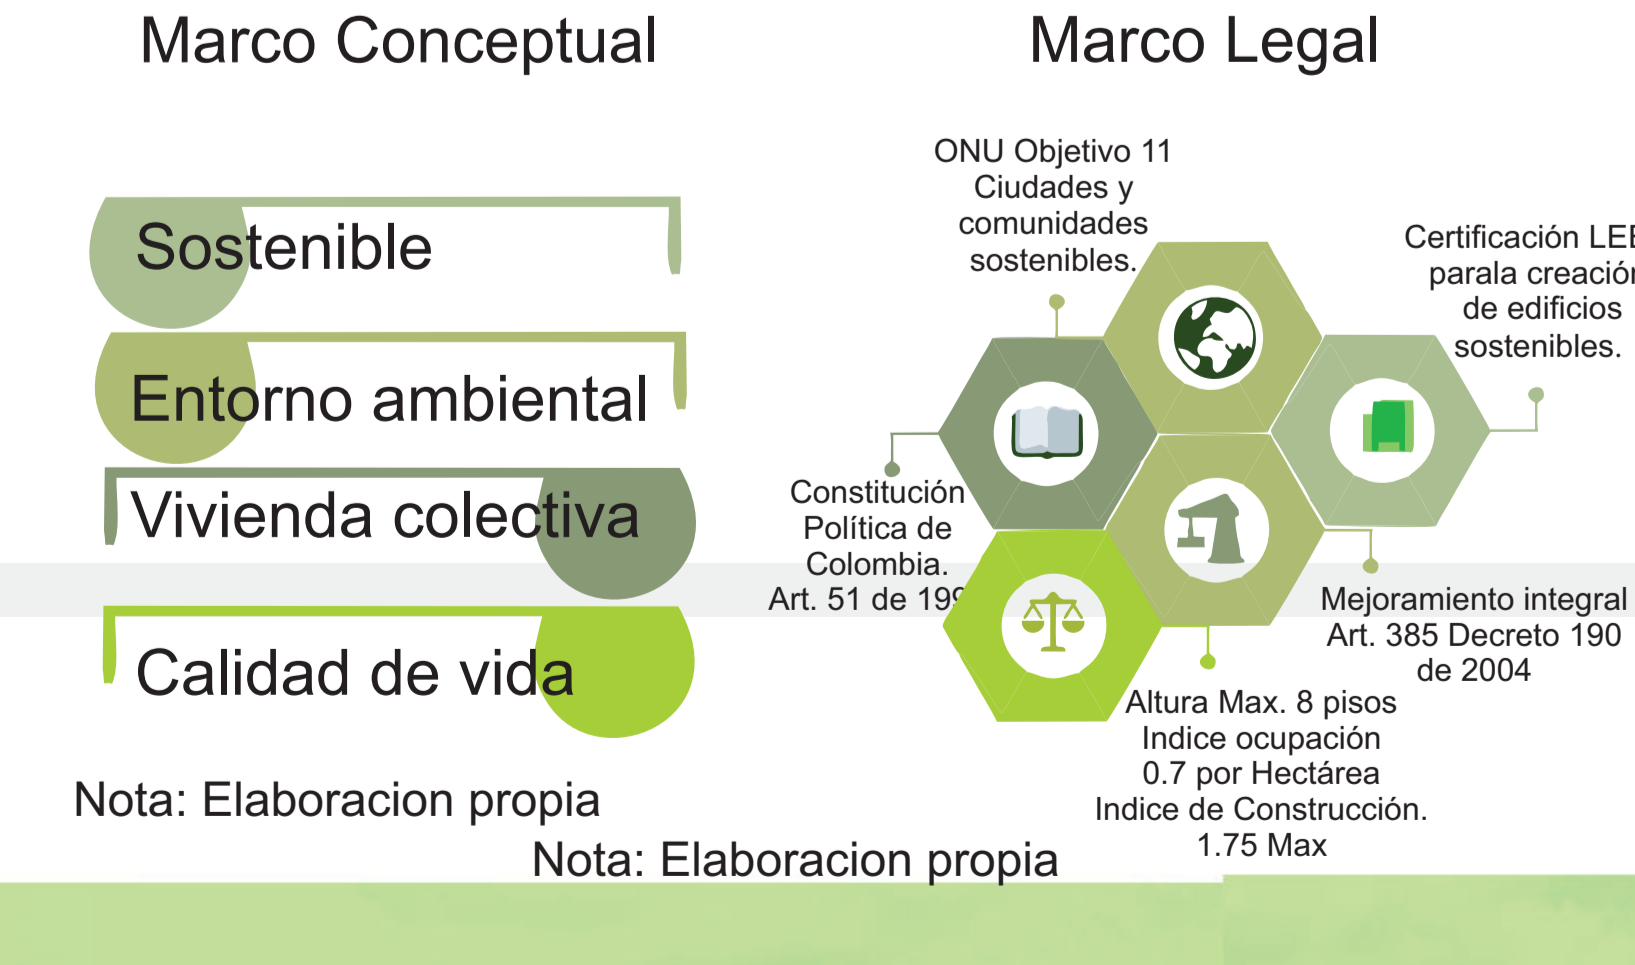 Marco Conceptual
Sostenible
Entorno ambiental
Vivienda colectiva
Calidad de vida
Nota: Elaboracion propia
Marco Legal
ONU Objetivo 11
Ciudades y
comunidades
sostenibles.
Certificación
parala creación
de edificios
sostenibles.
Constitución
Política de
Colombia.
Art. 51 de
Mejoramiento integral
Art. 385 Decreto 190
de 2004
Altura Max. 8 pisos
Indice ocupación
0.7 por Hectárea
Indice de Construcción.
1.75 Max
Nota: Elaboracion propia